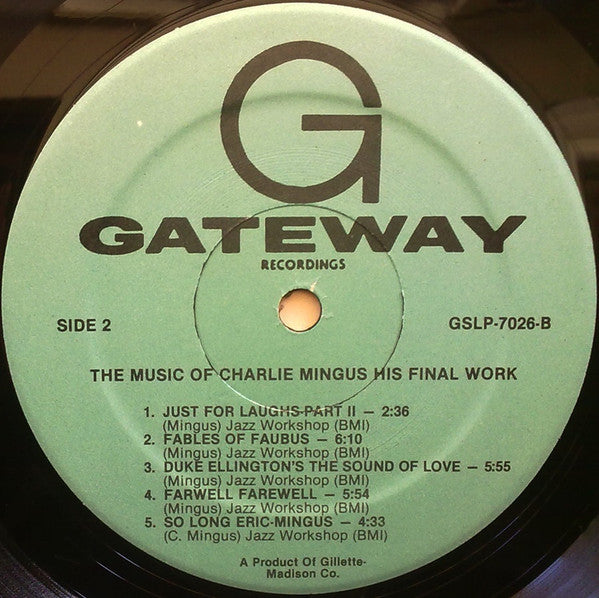 G
GATEWAY
RECORDINGS
SIDE 2 GSLP-7026-B
THE MUSIC OF CHARLIE MINGUS HIS FINAL WORK
1. JUST FOR LAUGHS-PART II — 2:36
(Mingus) Jazz Workshop (BMI)
2. FABLES OF FAUBUS — 6:10
(Mingus) Jazz Workshop (BMI)
3. DUKE ELLINGTON'S THE SOUND OF LOVE — 5:55
(Mingus) Jazz Workshop (BMI)
4. FARWELL FAREWELL — 5:54
(Mingus) Jazz Workshop (BMI)
5. SO LONG ERIC-MINGUS — 4:33
(C. Mingus) Jazz Workshop (BMI)
A Product Of Gillette-
Madison Co.